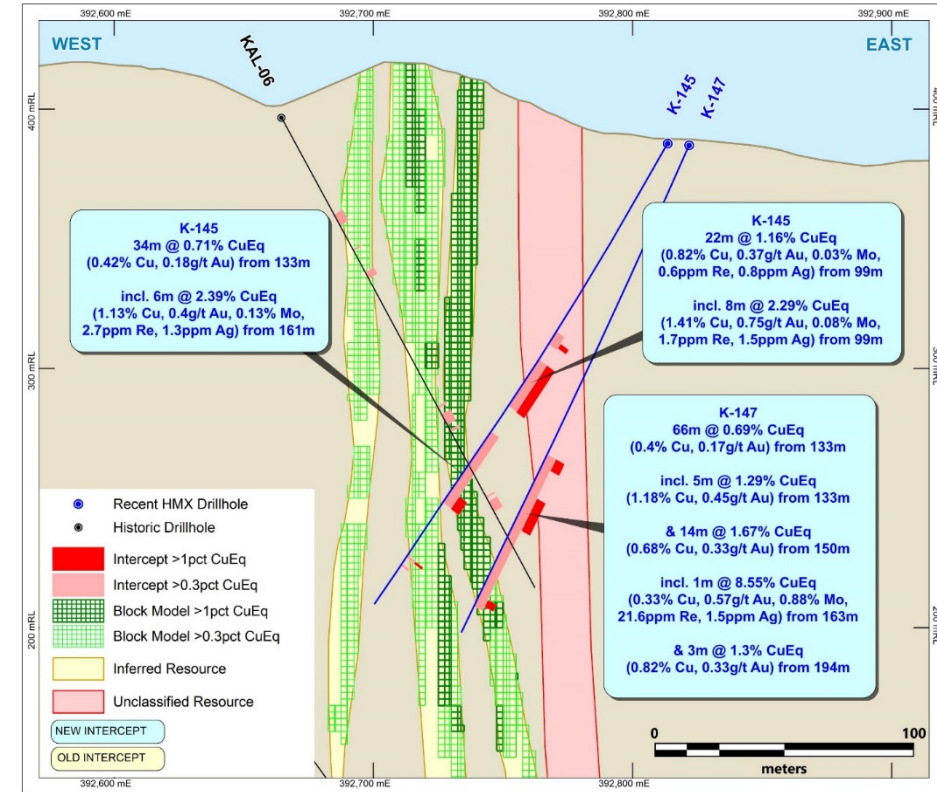 392,600 mE
392,700 mE
392,800 mE
392,900 mE
WEST
EAST
KAL-06
K-145
K-147
400 mRL
400 mRL
K-145
34m @ 0.71% CuEq
(0.42% Cu, 0.18g/t Au) from 133m
incl. 6m @ 2.39% CuEq
(1.13% Cu, 0.4g/t Au, 0.13% Mo,
2.7ppm Re, 1.3ppm Ag) from 161m
K-145
22m @ 1.16% CuEq
(0.82% Cu, 0.37g/t Au, 0.03% Mo,
0.6ppm Re, 0.8ppm Ag) from 99m
incl. 8m @ 2.29% CuEq
(1.41% Cu, 0.75g/t Au, 0.08% Mo,
1.7ppm Re, 1.5ppm Ag) from 99m
300 mRL
300 mRL
K-147
66m @ 0.69% CuEq
(0.4% Cu, 0.17g/t Au) from 133m
incl. 5m @ 1.29% CuEq
(1.18% Cu, 0.45g/t Au) from 133m
& 14m @ 1.67% CuEq
(0.68% Cu, 0.33g/t Au) from 150m
incl. 1m @ 8.55% CuEq
(0.33% Cu, 0.57g/t Au, 0.88% Mo,
21.6ppm Re, 1.5ppm Ag) from 163m
& 3m @ 1.3% CuEq
(0.82% Cu, 0.33g/t Au) from 194m
200 mRL
200 mRL
Recent HMX Drillhole
Historic Drillhole
Intercept >1pct CuEq
Intercept >0.3pct CuEq
Block Model >1pct CuEq
Block Model >0.3pct CuEq
Inferred Resource
Unclassified Resource
NEW INTERCEPT
OLD INTERCEPT
0
100
meters
392,600 mE
392,700 mE
392,800 mE
392,900 mE